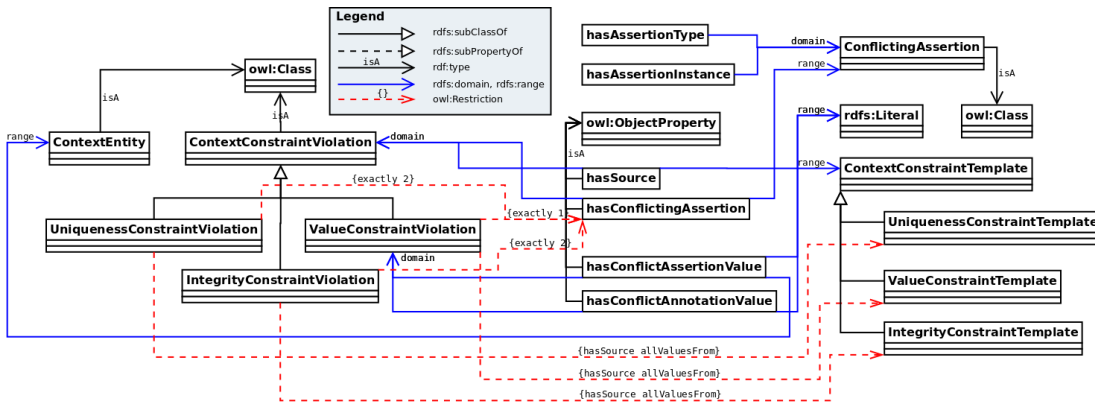 Legend
rdfs:subClassOf
rdfs:subPropertyOf
isA
rdf:type
rdfs:domain, rdfs:range
{}
owl:Restriction
hasAssertionType
domain
ConflictingAssertion
range
hasAssertionInstance
isA
owl:Class
isA
owl:ObjectProperty
isA
range
rdfs:Literal
owl:Class
isA
range
ContextEntity
ContextConstraintViolation
domain
range
ContextConstraintTemplate
hasSource
{exactly 2}
hasConflictingAssertion
{exactly 1}
UniquenessConstraintViolation
ValueConstraintViolation
UniquenessConstraintTemplate
{exactly 2}
domain
hasConflictAssertionValue
IntegrityConstraintViolation
ValueConstraintTemplate
hasConflictAnnotationValue
IntegrityConstraintTemplate
{hasSource allValuesFrom}
{hasSource allValuesFrom}
{hasSource allValuesFrom}